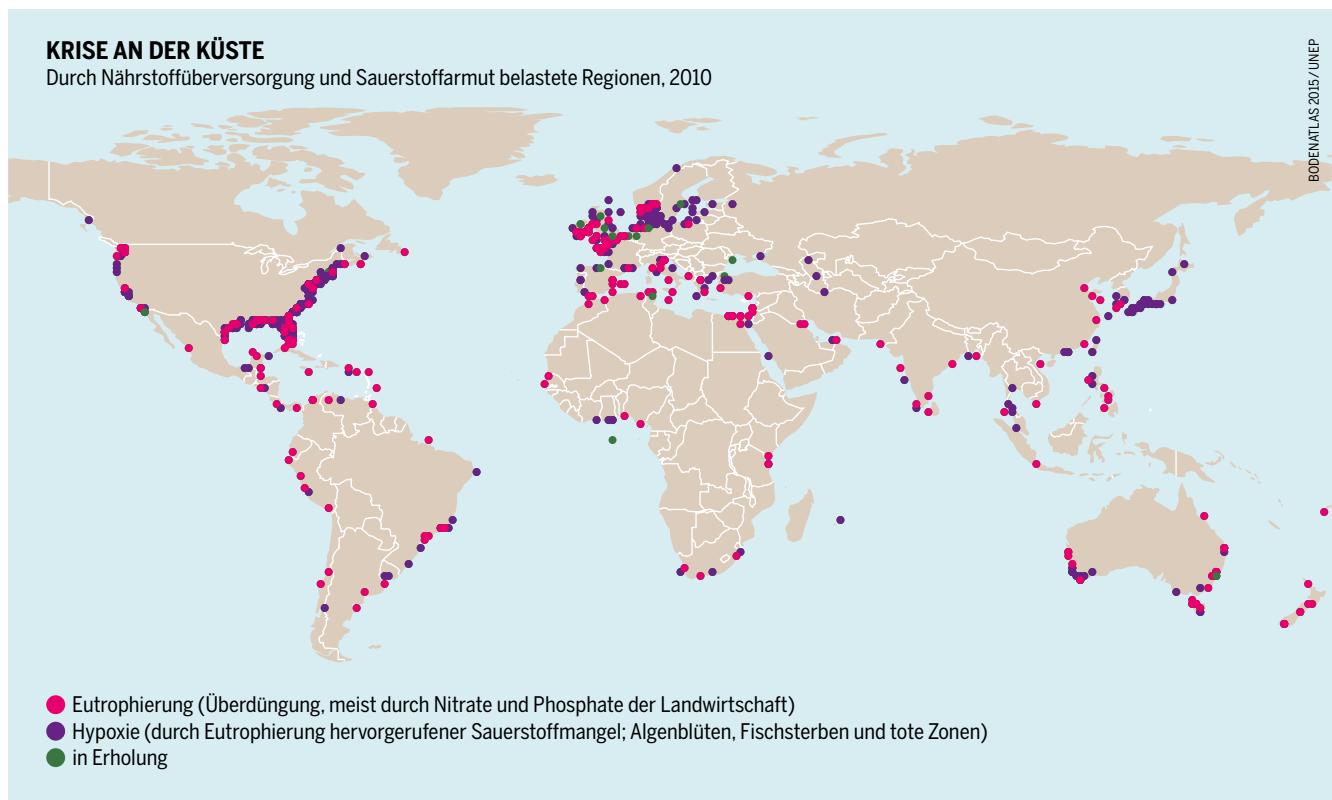 KRISE AN DER KÜSTE
Durch Nährstoffüberversorgung und Sauerstoffarmut belastete Regionen, 2010
BODENATLAS 2015 / UNEP
Eutrophierung (Überdüngung, meist durch Nitrate und Phosphate der Landwirtschaft)
Hypoxie (durch Eutrophierung hervorgerufener Sauerstoffmangel; Algenblüten, Fischsterben und tote Zonen)
in Erholung